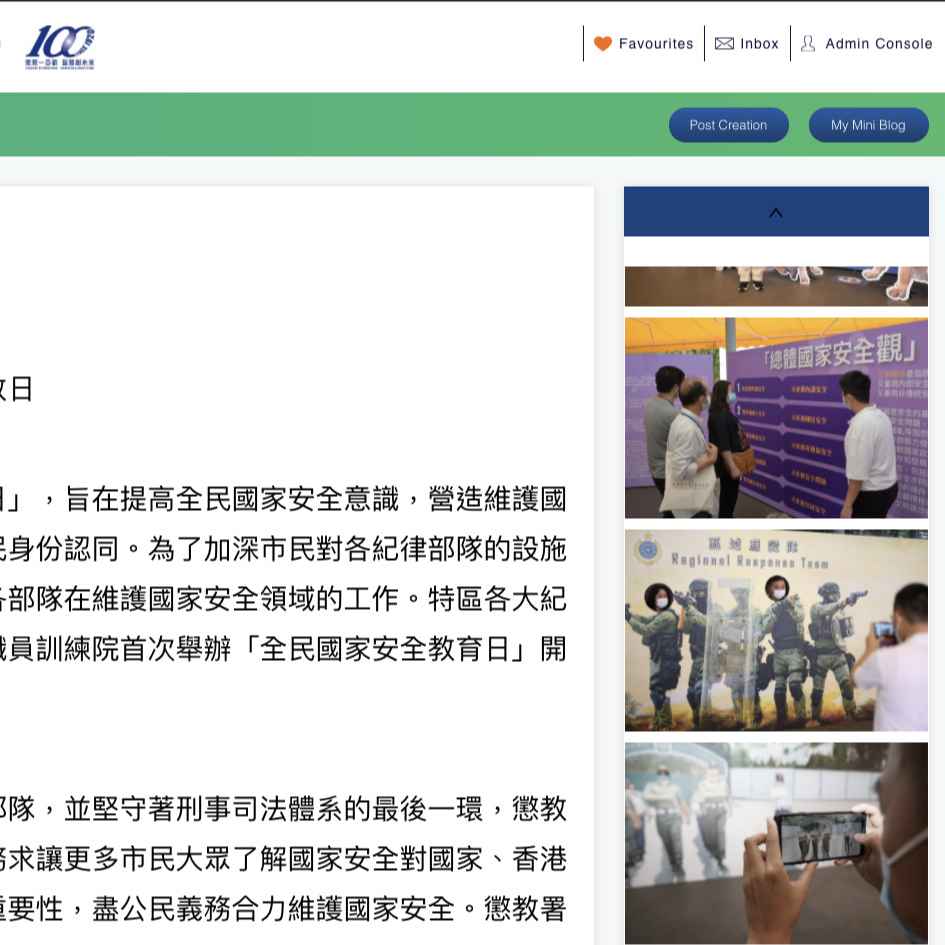 100
1920
Favourites
Inbox
Admin Console
Post Creation
My Mini Blog
日
」，旨在提高全民國家安全意識，營造維護國
民身份認同。為了加深市民對各紀律部隊的設施
各部隊在維護國家安全領域的工作。特區各大紀
職員訓練院首次舉辦「全民國家安全教育日」開
部隊，並堅守著刑事司法體系的最後一環，懲教
務求讓更多市民大眾了解國家安全對國家、香港
重要性，盡公民義務合力維護國家安全。懲教署
「總體國家安全觀」
區域應變隊
Regional Response Team